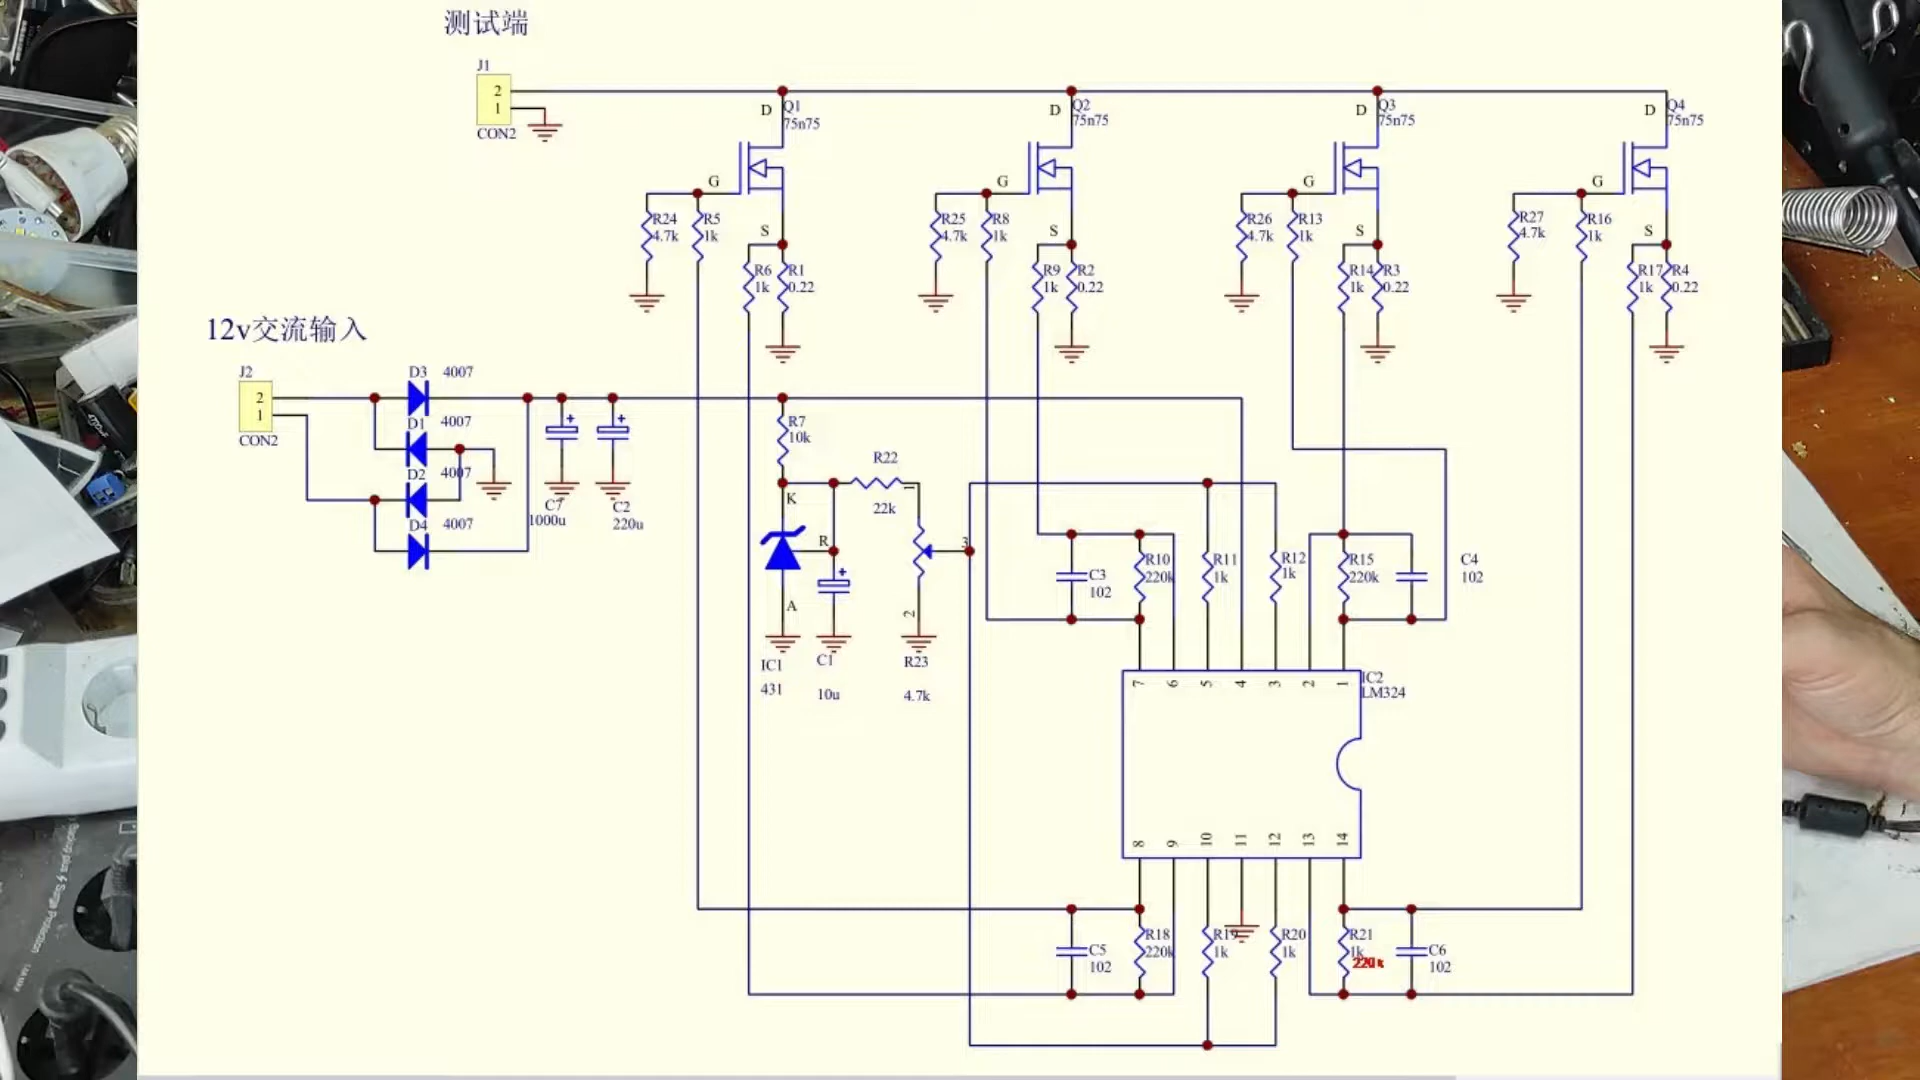 测试端
J1
2
1
CON2
D
Q1
75n75
G
S
R24
4.7k
R5
1k
R6
1k
R1
0.22
D
Q2
75n75
G
S
R25
4.7k
R8
1k
R9
1k
R2
0.22
D
Q3
75n75
G
S
R26
4.7k
R13
1k
R14
1k
R3
0.22
D
Q4
75n75
G
S
R27
4.7k
R16
1k
R17
1k
R4
0.22
12v交流输入
J2
2
1
CON2
D3 4007
D1 4007
D2 4007
D4 4007
C7
1000u
C2
220u
R7
10k
K
R
A
IC1
431
C1
10u
R22
22k
1
3
2
R23
4.7k
C3
102
R10
220k
R11
1k
R12
1k
R15
220k
C4
102
7 6 5 4 3 2 1
IC2
LM324
8 9 10 11 12 13 14
C5
102
R18
220k
R19
1k
R20
1k
R21
1k
220k
C6
102